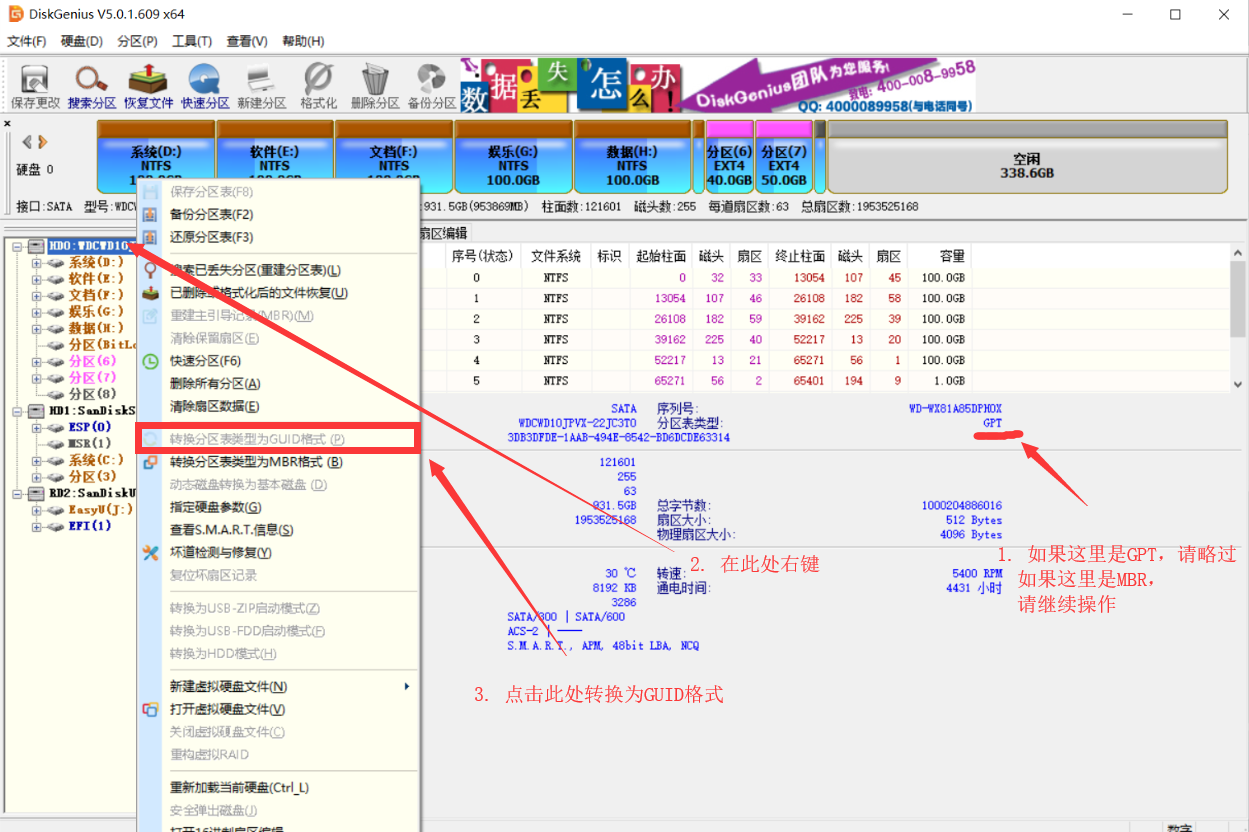 DiskGenius V5.0.1.609 x64
文件(F) 硬盘(D) 分区(P) 工具(T) 查看(V) 帮助(H)
保存更改 搜索分区 恢复文件 快速分区 新建分区 格式化 删除分区 备份分区
数据丢失怎么办!
DiskGenius团队为您服务!
致电: 400-008-9958
QQ: 4000089958(与电话同号)
硬盘 0
系统(D:)
NTFS
软件(E:)
NTFS
文档(F:)
NTFS
娱乐(G:)
NTFS
100.0GB
数据(H:)
NTFS
100.0GB
分区(6)
EXT4
40.0GB
分区(7)
EXT4
50.0GB
空闲
338.6GB
接口:SATA 型号:WDC
:931.5GB(953869MB) 柱面数:121601 磁头数:255 每道扇区数:63 总扇区数:1953525168
HD0:WDCWD10
系统(D:)
软件(E:)
文档(F:)
娱乐(G:)
数据(H:)
分区(BitLo
分区(6)
分区(7)
分区(8)
HD1:SanDiskS
ESP(0)
MSR(1)
系统(C:)
分区(3)
RD2:SanDiskU
EasyU(J:)
EFI(1)
保存分区表(F8)
备份分区表(F2)
还原分区表(F3)
搜索已丢失分区(重建分区表)(L)
已删除或格式化后的文件恢复(U)
重建主引导记录(MBR)(M)
清除保留扇区(E)
快速分区(F6)
删除所有分区(A)
清除扇区数据(E)
转换分区表类型为GUID格式 (P)
转换分区表类型为MBR格式 (B)
动态磁盘转换为基本磁盘 (D)
指定硬盘参数(G)
查看S.M.A.R.T.信息(S)
坏道检测与修复(Y)
复位坏扇区记录
转换为USB-ZIP启动模式(Z)
转换为USB-FDD启动模式(F)
转换为HDD模式(H)
新建虚拟硬盘文件(N)
打开虚拟硬盘文件(V)
关闭虚拟硬盘文件(C)
重构虚拟RAID
重新加载当前硬盘(Ctrl_L)
安全弹出磁盘(J)
打开16进制扇区编辑
扇区编辑
序号(状态) 文件系统 标识 起始柱面 磁头 扇区 终止柱面 磁头 扇区 容量
0 NTFS 0 32 33 13054 107 45 100.0GB
1 NTFS 13054 107 46 26108 182 58 100.0GB
2 NTFS 26108 182 59 39162 225 39 100.0GB
3 NTFS 39162 225 40 52217 13 20 100.0GB
4 NTFS 52217 13 21 65271 56 1 100.0GB
5 NTFS 65271 56 2 65401 194 9 1.0GB
SATA 序列号: WD-WX81A85DPH0X
WDCWD10JPVX-22JC3T0 分区表类型: GPT
3DB3DFDE-1AAB-494E-8542-BD6DCDE63314
121601
255
63
931.5GB 总字节数: 1000204886016
1953525168 扇区大小: 512 Bytes
物理扇区大小: 4096 Bytes
30 ℃ 转速: 5400 RPM
8192 KB 通电时间: 4431 小时
3286
SATA/300 | SATA/600
ACS-2 | ----
S.M.A.R.T., APM, 48bit LBA, NCQ
1. 如果这里是GPT，请略过
如果这里是MBR，
请继续操作
2. 在此处右键
3. 点击此处转换为GUID格式
数字